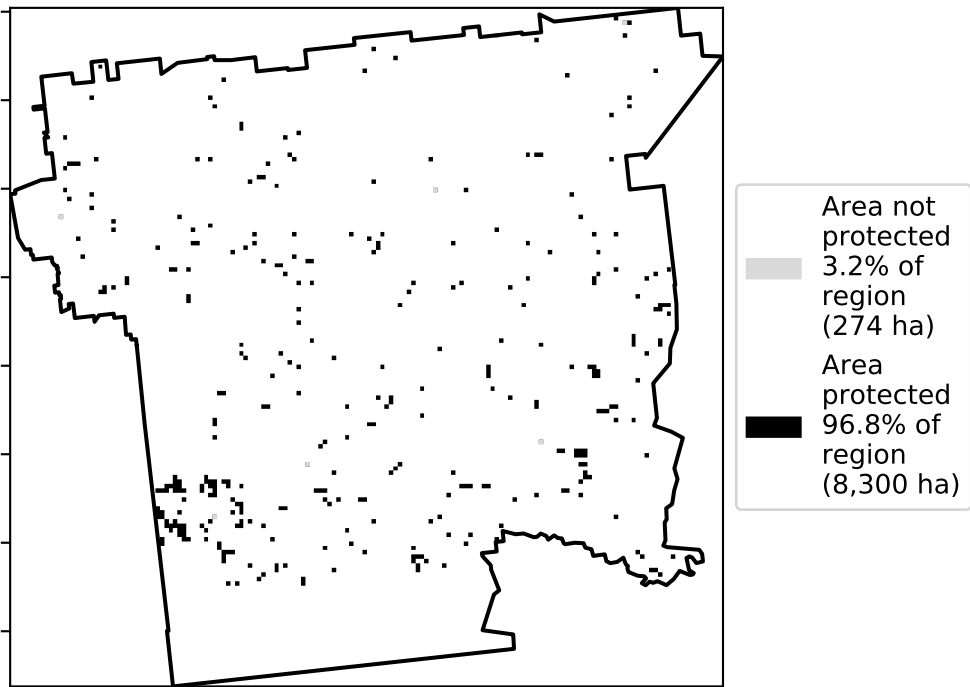 Area not
protected
3.2% of
region
(274 ha)
Area
protected
96.8% of
region
(8,300 ha)